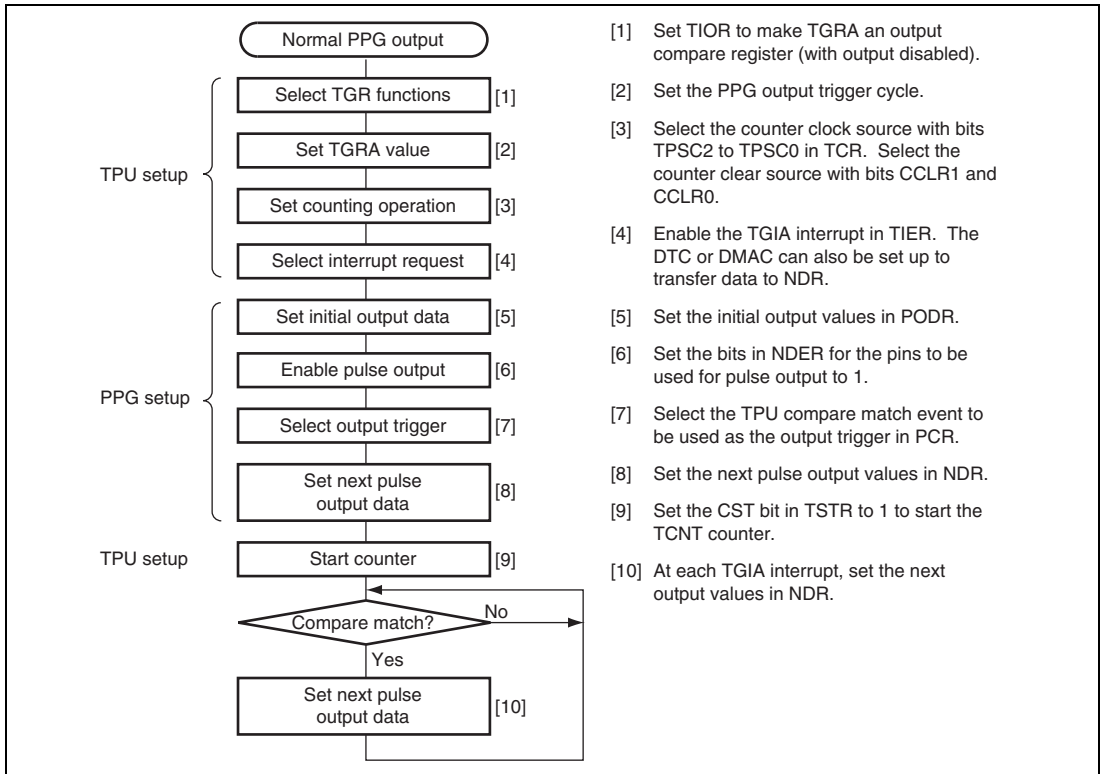 Normal PPG output
TPU setup
Select TGR functions [1]
Set TGRA value [2]
Set counting operation [3]
Select interrupt request [4]
PPG setup
Set initial output data [5]
Enable pulse output [6]
Select output trigger [7]
Set next pulse
output data
[8]
TPU setup
Start counter [9]
Compare match?
No
Yes
Set next pulse
output data
[10]
[1] Set TIOR to make TGRA an output
compare register (with output disabled).
[2] Set the PPG output trigger cycle.
[3] Select the counter clock source with bits
TPSC2 to TPSC0 in TCR. Select the
counter clear source with bits CCLR1 and
CCLR0.
[4] Enable the TGIA interrupt in TIER. The
DTC or DMAC can also be set up to
transfer data to NDR.
[5] Set the initial output values in PODR.
[6] Set the bits in NDER for the pins to be
used for pulse output to 1.
[7] Select the TPU compare match event to
be used as the output trigger in PCR.
[8] Set the next pulse output values in NDR.
[9] Set the CST bit in TSTR to 1 to start the
TCNT counter.
[10] At each TGIA interrupt, set the next
output values in NDR.